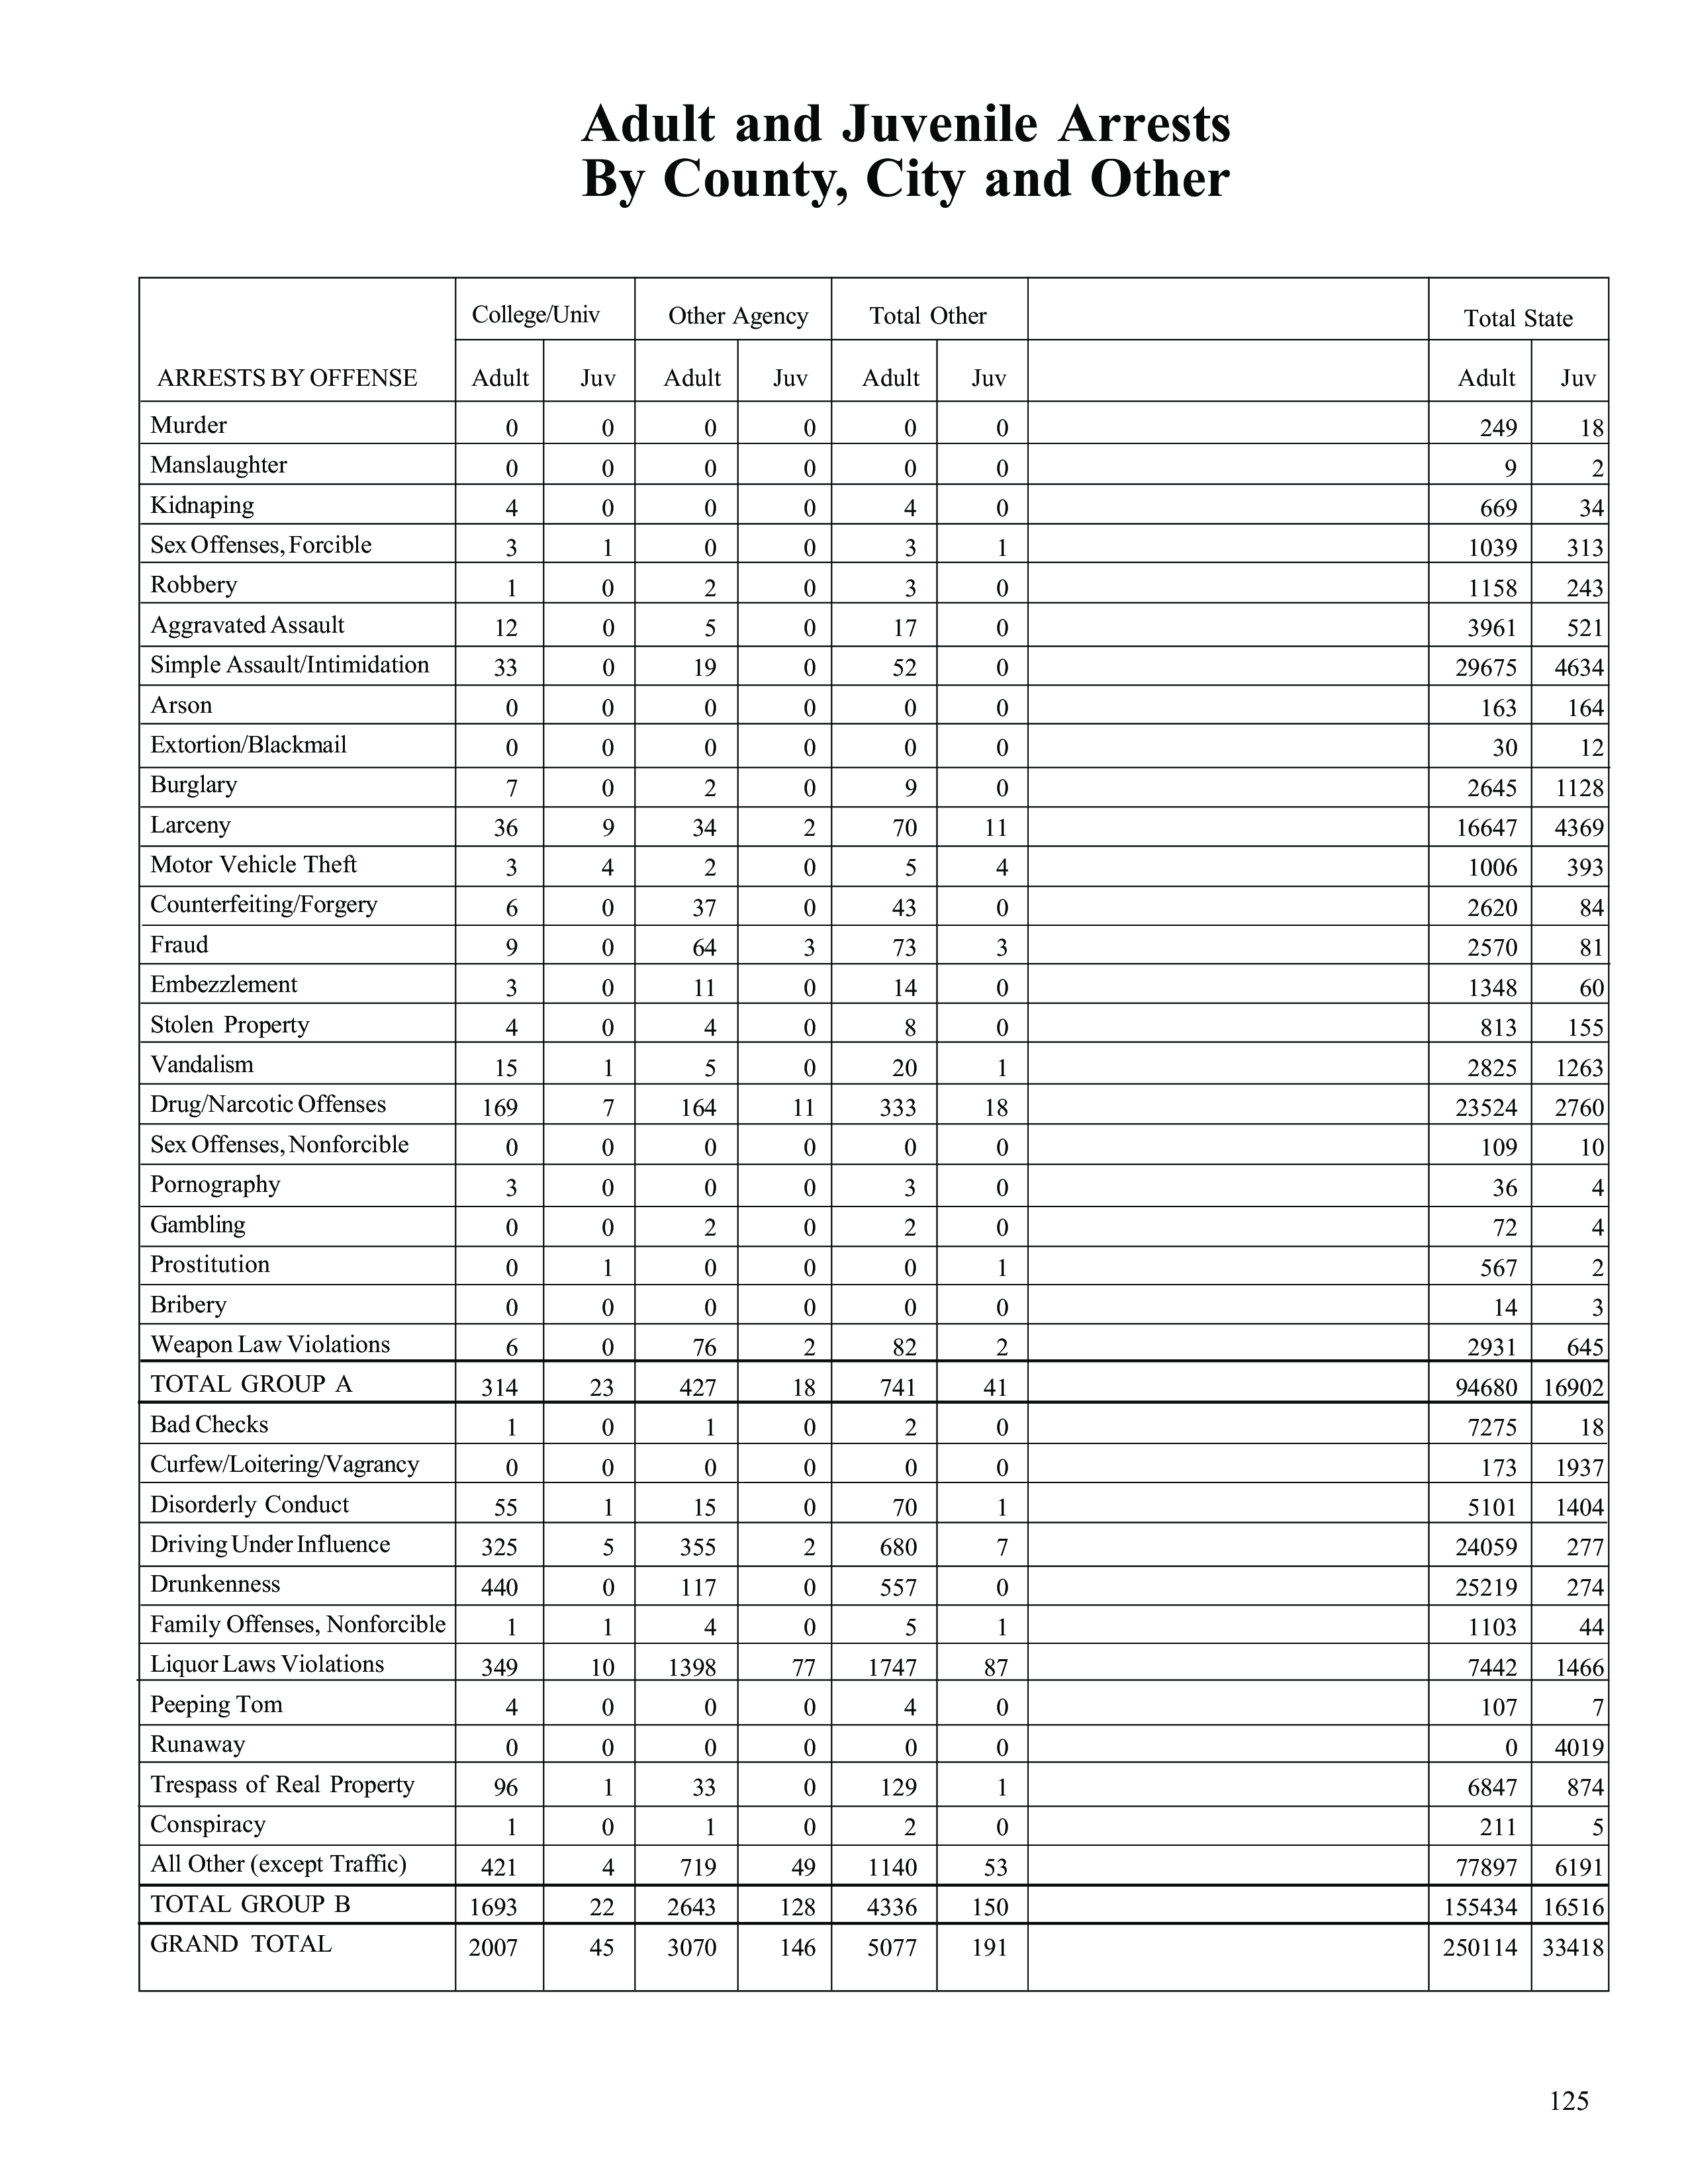 Adult and Juvenile Arrests
By County, City and Other
College/Univ Other Agency Total Other Total State
ARRESTS BY OFFENSE Adult Juv Adult Juv Adult Juv Adult Juv
Murder 0 0 0 0 0 0 249 18
Manslaughter 0 0 0 0 0 0 9 2
Kidnaping 4 0 0 0 4 0 669 34
Sex Offenses, Forcible 3 1 0 0 3 1 1039 313
Robbery 1 0 2 0 3 0 1158 243
Aggravated Assault 12 0 5 0 17 0 3961 521
Simple Assault/Intimidation 33 0 19 0 52 0 29675 4634
Arson 0 0 0 0 0 0 163 164
Extortion/Blackmail 0 0 0 0 0 0 30 12
Burglary 7 0 2 0 9 0 2645 1128
Larceny 36 9 34 2 70 11 16647 4369
Motor Vehicle Theft 3 4 2 0 5 4 1006 393
Counterfeiting/Forgery 6 0 37 0 43 0 2620 84
Fraud 9 0 64 3 73 3 2570 81
Embezzlement 3 0 11 0 14 0 1348 60
Stolen Property 4 0 4 0 8 0 813 155
Vandalism 15 1 5 0 20 1 2825 1263
Drug/Narcotic Offenses 169 7 164 11 333 18 23524 2760
Sex Offenses, Nonforcible 0 0 0 0 0 0 109 10
Pornography 3 0 0 0 3 0 36 4
Gambling 0 0 2 0 2 0 72 4
Prostitution 0 1 0 0 0 1 567 2
Bribery 0 0 0 0 0 0 14 3
Weapon Law Violations 6 0 76 2 82 2 2931 645
TOTAL GROUP A 314 23 427 18 741 41 94680 16902
Bad Checks 1 0 1 0 2 0 7275 18
Curfew/Loitering/Vagrancy 0 0 0 0 0 0 173 1937
Disorderly Conduct 55 1 15 0 70 1 5101 1404
Driving Under Influence 325 5 355 2 680 7 24059 277
Drunkenness 440 0 117 0 557 0 25219 274
Family Offenses, Nonforcible 1 1 4 0 5 1 1103 44
Liquor Laws Violations 349 10 1398 77 1747 87 7442 1466
Peeping Tom 4 0 0 0 4 0 107 7
Runaway 0 0 0 0 0 0 0 4019
Trespass of Real Property 96 1 33 0 129 1 6847 874
Conspiracy 1 0 1 0 2 0 211 5
All Other (except Traffic) 421 4 719 49 1140 53 77897 6191
TOTAL GROUP B 1693 22 2643 128 4336 150 155434 16516
GRAND TOTAL 2007 45 3070 146 5077 191 250114 33418
125